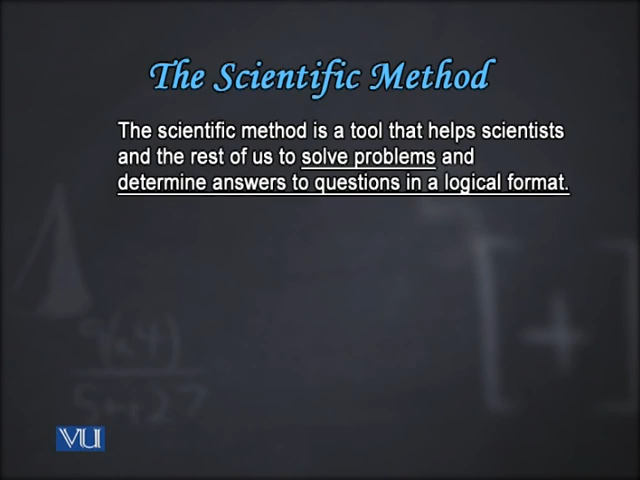 The Scientific Method
The scientific method is a tool that helps scientists
and the rest of us to solve problems and
determine answers to questions in a logical format.
VU